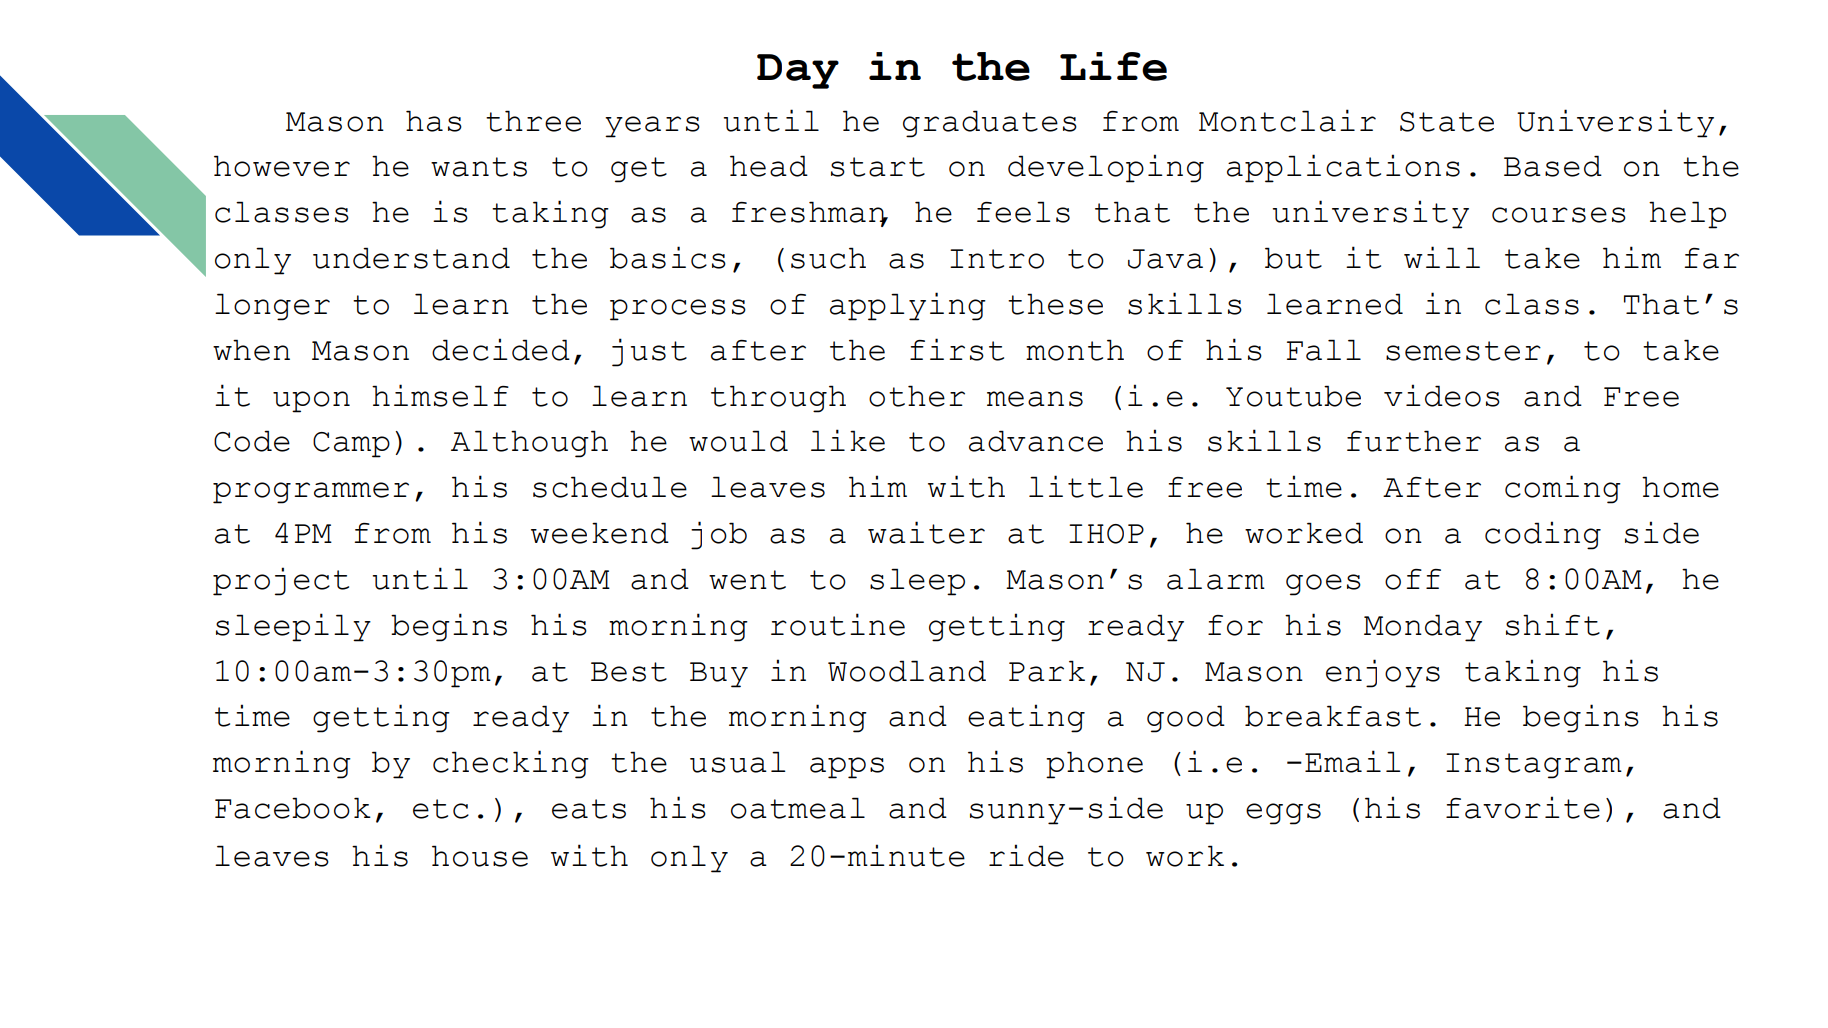 Day in the Life
Mason has three years until he graduates from Montclair State University,
however he wants to get a head start on developing applications. Based on the
classes he is taking as a freshman, he feels that the university courses help
only understand the basics, (such as Intro to Java), but it will take him far
longer to learn the process of applying these skills learned in class. That’s
when Mason decided, just after the first month of his Fall semester, to take
it upon himself to learn through other means (i.e. Youtube videos and Free
Code Camp). Although he would like to advance his skills further as a
programmer, his schedule leaves him with little free time. After coming home
at 4PM from his weekend job as a waiter at IHOP, he worked on a coding side
project until 3:00AM and went to sleep. Mason’s alarm goes off at 8:00AM, he
sleepily begins his morning routine getting ready for his Monday shift,
10:00am-3:30pm, at Best Buy in Woodland Park, NJ. Mason enjoys taking his
time getting ready in the morning and eating a good breakfast. He begins his
morning by checking the usual apps on his phone (i.e. -Email, Instagram,
Facebook, etc.), eats his oatmeal and sunny-side up eggs (his favorite), and
leaves his house with only a 20-minute ride to work.